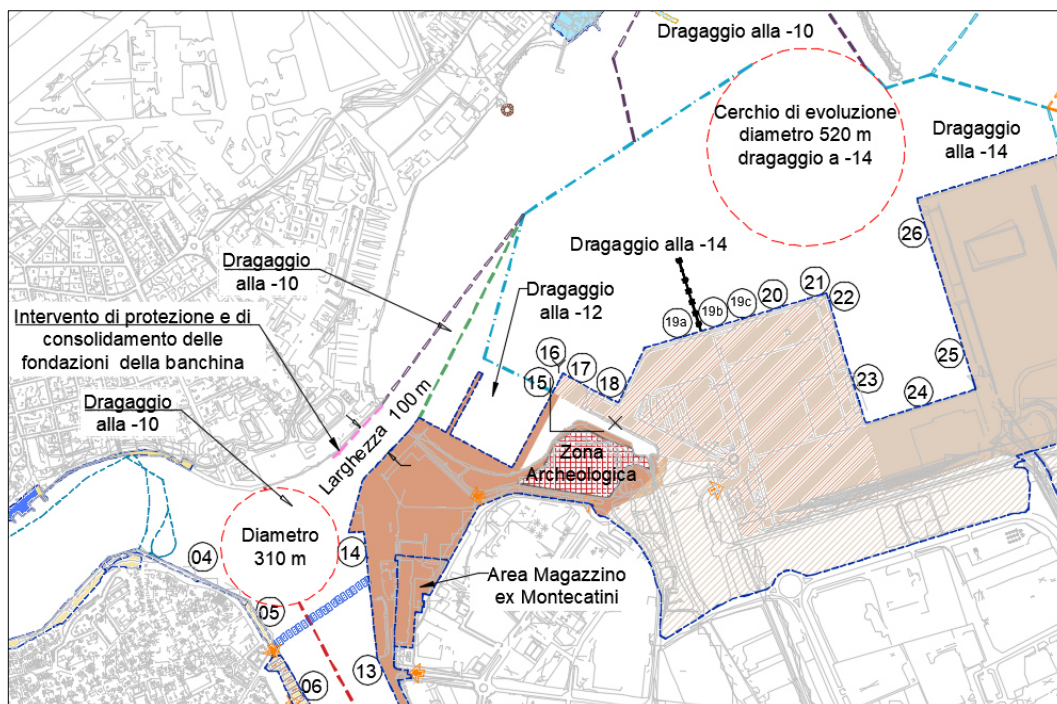 Dragaggio alla -10
Cerchio di evoluzione
diametro 520 m
dragaggio a -14
Dragaggio
alla -14
26
Dragaggio alla -14
21
22
20
19c
19b
19a
Dragaggio
alla -10
Dragaggio
alla -12
Intervento di protezione e di
consolidamento delle
fondazioni della banchina
16
17
15
18
23
25
24
Dragaggio
alla -10
Larghezza 100 m
Zona
Archeologica
Diametro
310 m
04
14
Area Magazzino
ex Montecatini
05
06
13